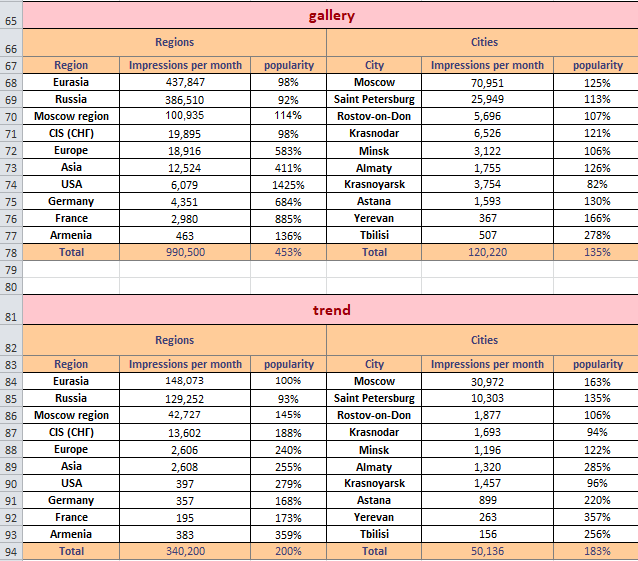 65 gallery
66 Regions Cities
67 Region Impressions per month popularity City Impressions per month popularity
68 Eurasia 437,847 98% Moscow 70,951 125%
69 Russia 386,510 92% Saint Petersburg 25,949 113%
70 Moscow region 100,935 114% Rostov-on-Don 5,696 107%
71 CIS (СНГ) 19,895 98% Krasnodar 6,526 121%
72 Europe 18,916 583% Minsk 3,122 106%
73 Asia 12,524 411% Almaty 1,755 126%
74 USA 6,079 1425% Krasnoyarsk 3,754 82%
75 Germany 4,351 684% Astana 1,593 130%
76 France 2,980 885% Yerevan 367 166%
77 Armenia 463 136% Tbilisi 507 278%
78 Total 990,500 453% Total 120,220 135%
79
80
81 trend
82 Regions Cities
83 Region Impressions per month popularity City Impressions per month popularity
84 Eurasia 148,073 100% Moscow 30,972 163%
85 Russia 129,252 93% Saint Petersburg 10,303 135%
86 Moscow region 42,727 145% Rostov-on-Don 1,877 106%
87 CIS (СНГ) 13,602 188% Krasnodar 1,693 94%
88 Europe 2,606 240% Minsk 1,196 122%
89 Asia 2,608 255% Almaty 1,320 285%
90 USA 397 279% Krasnoyarsk 1,457 96%
91 Germany 357 168% Astana 899 220%
92 France 195 173% Yerevan 263 357%
93 Armenia 383 359% Tbilisi 156 256%
94 Total 340,200 200% Total 50,136 183%